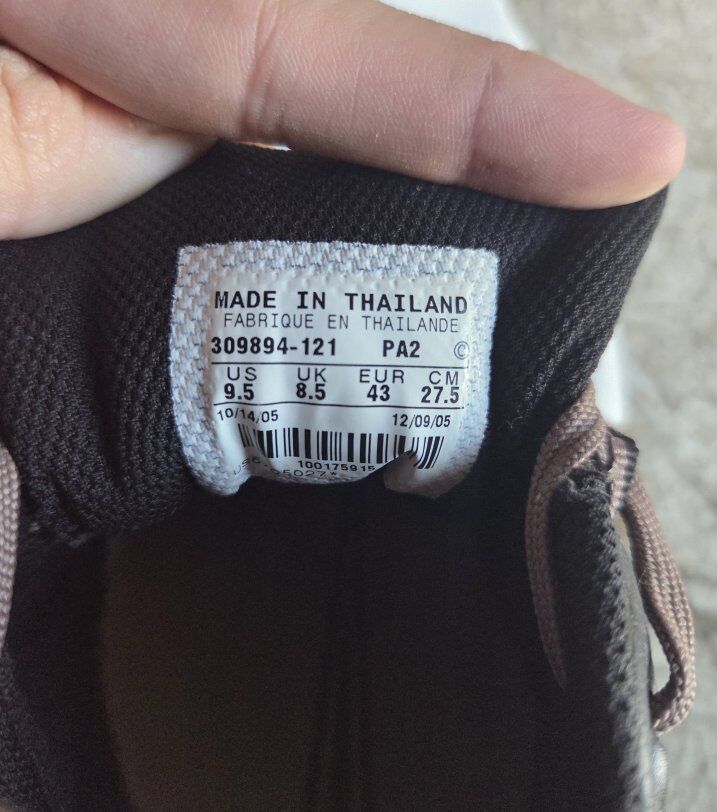 MADE IN THAILAND
FABRIQUE EN THAILANDE
309894-121 PA2 ©
US UK EUR CM
9.5 8.5 43 27.5
10/14/05 12/09/05
10017591